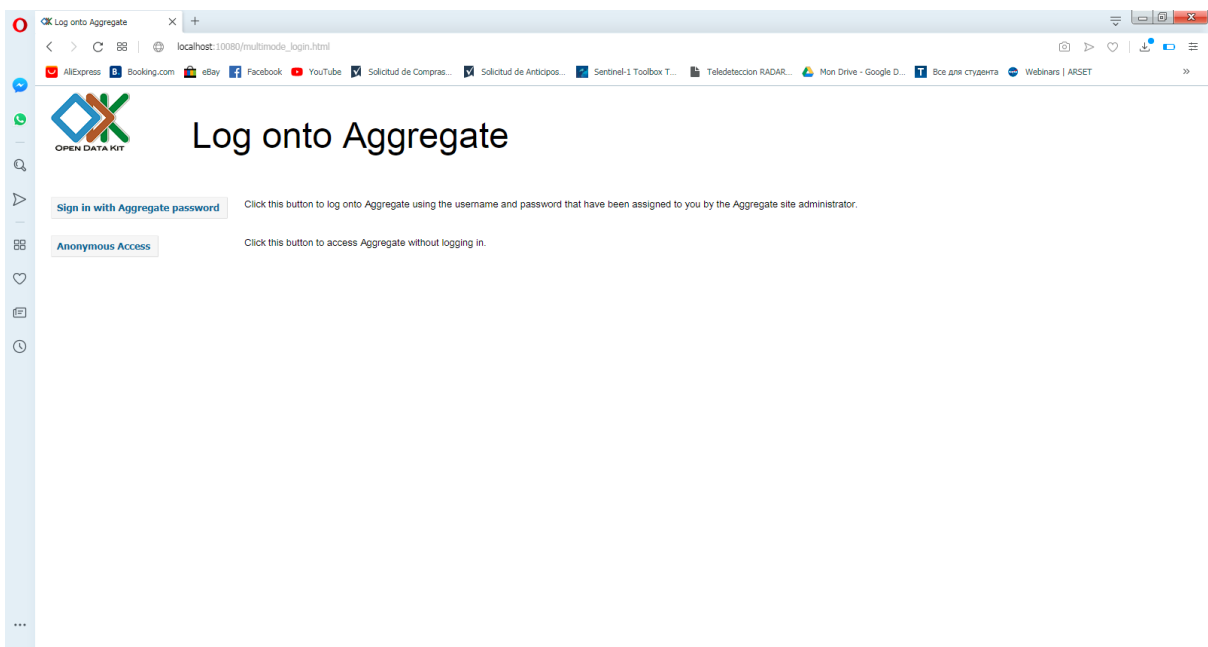 Log onto Aggregate
localhost:10080/multimode_login.html
AliExpress B. Booking.com eBay Facebook YouTube Solicitud de Compras... Solicitud de Anticipos... Sentinel-1 Toolbox T... Teledeteccion RADAR... Mon Drive - Google D... T Все для студента Webinars | ARSET
OPEN DATA KIT
Log onto Aggregate
Sign in with Aggregate password Click this button to log onto Aggregate using the username and password that have been assigned to you by the Aggregate site administrator.
Anonymous Access Click this button to access Aggregate without logging in.